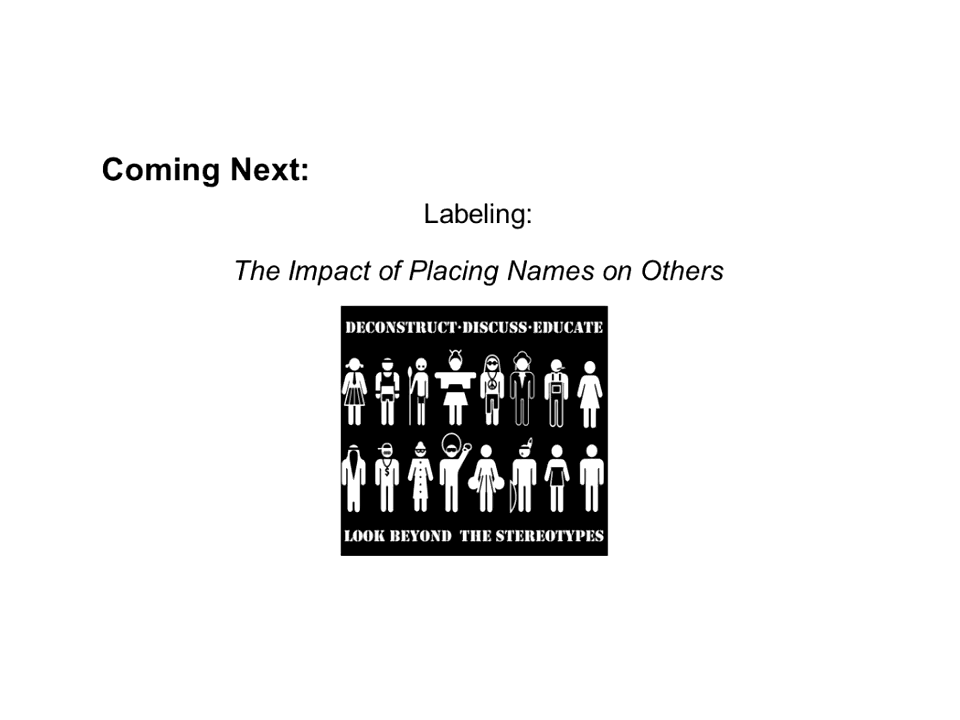 Coming Next:
Labeling:
The Impact of Placing Names on Others
DECONSTRUCT·DISCUSS·EDUCATE
LOOK BEYOND THE STEREOTYPES